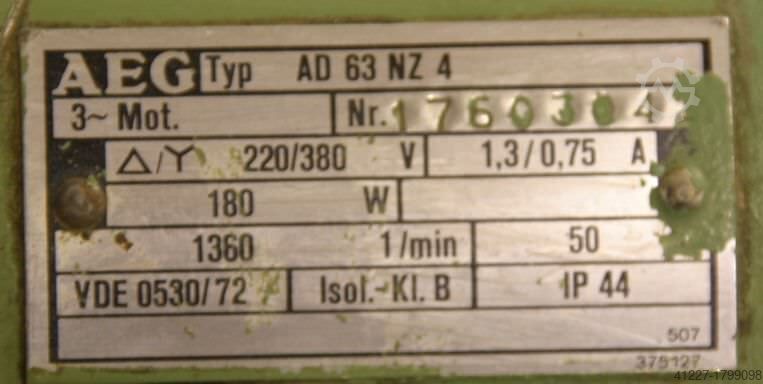 AEG Typ AD 63 NZ 4
3~ Mot. Nr. 17603047
△/Y 220/380 V 1,3/0,75 A
180 W
1360 1/min 50
VDE 0530/72 Isol.-Kl. B IP 44
507
375127
41227-1799098